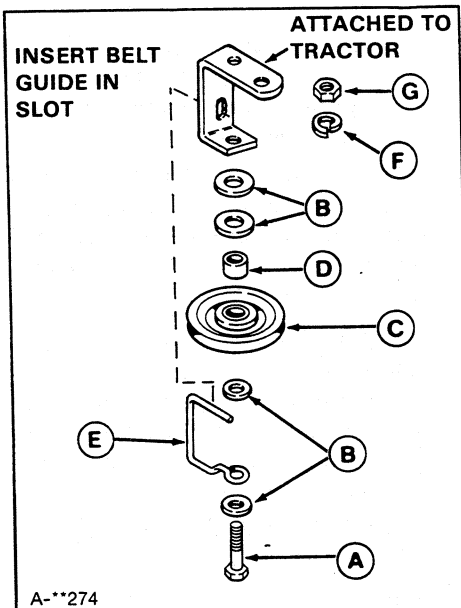 INSERT BELT
GUIDE IN
SLOT
ATTACHED TO
TRACTOR
G
F
B
D
C
E
B
A
A-**274